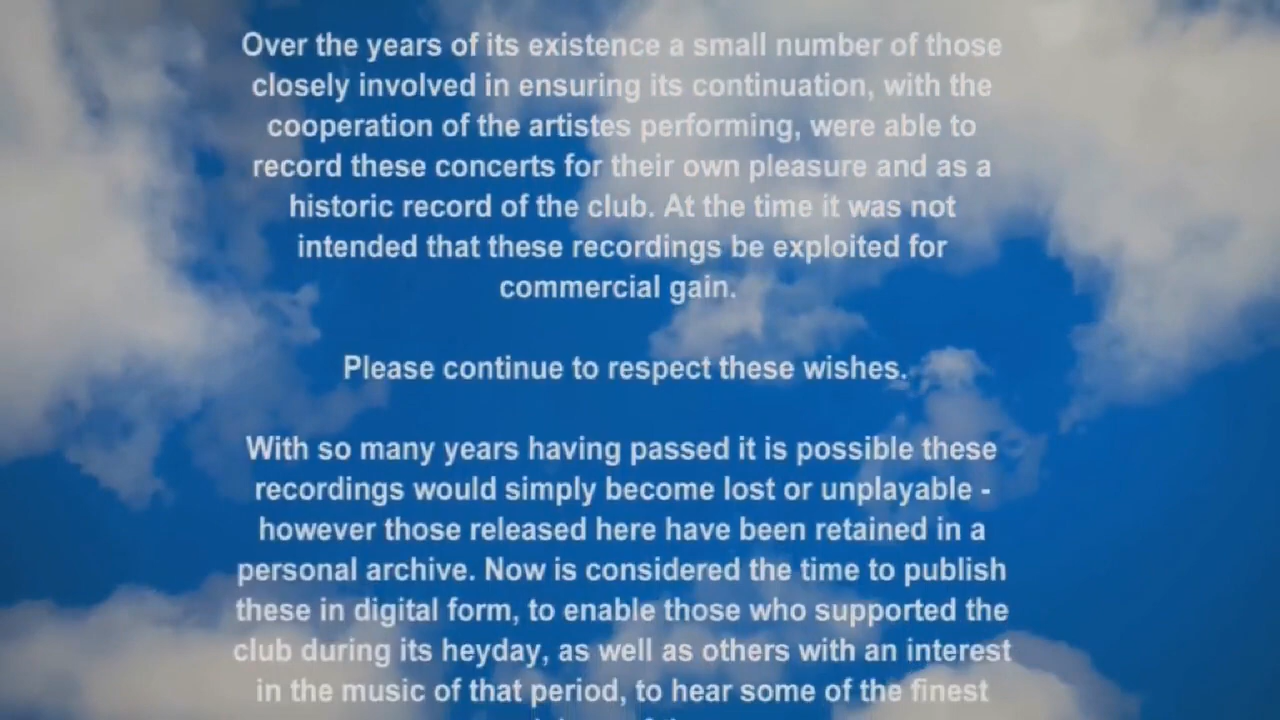 Over the years of its existence a small number of those
closely involved in ensuring its continuation, with the
cooperation of the artistes performing, were able to
record these concerts for their own pleasure and as a
historic record of the club. At the time it was not
intended that these recordings be exploited for
commercial gain.
Please continue to respect these wishes.
With so many years having passed it is possible these
recordings would simply become lost or unplayable -
however those released here have been retained in a
personal archive. Now is considered the time to publish
these in digital form, to enable those who supported the
club during its heyday, as well as others with an interest
in the music of that period, to hear some of the finest